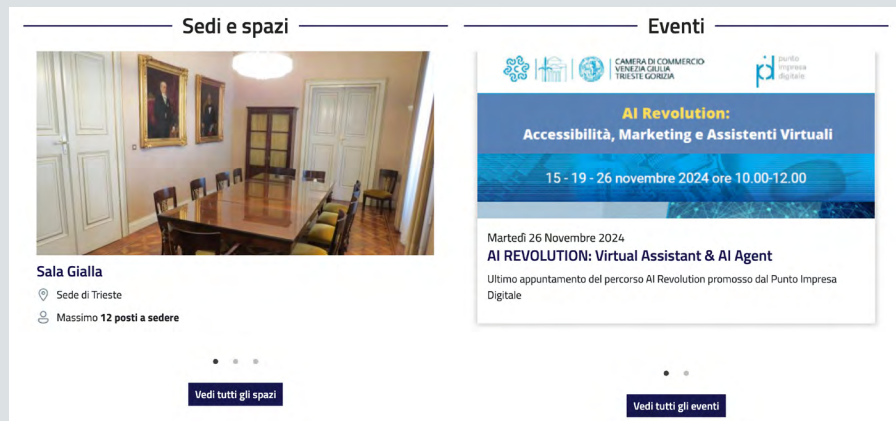 Sedi e spazi
Sala Gialla
Sede di Trieste
Massimo 12 posti a sedere
Vedi tutti gli spazi
Eventi
CAMERA DI COMMERCIO
VENEZIA GIULIA
TRIESTE GORIZIA
punto
impresa
digitale
AI Revolution:
Accessibilità, Marketing e Assistenti Virtuali
15 - 19 - 26 novembre 2024 ore 10.00-12.00
Martedì 26 Novembre 2024
AI REVOLUTION: Virtual Assistant & AI Agent
Ultimo appuntamento del percorso AI Revolution promosso dal Punto Impresa
Digitale
Vedi tutti gli eventi